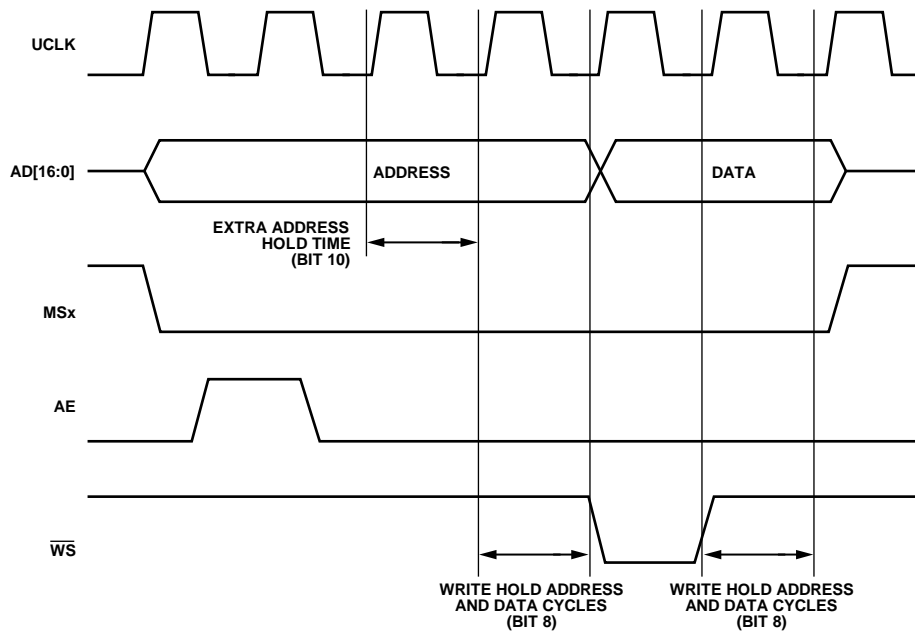 UCLK
AD[16:0]
ADDRESS
DATA
EXTRA ADDRESS
HOLD TIME
(BIT 10)
MSx
AE
WS
WRITE HOLD ADDRESS
AND DATA CYCLES
(BIT 8)
WRITE HOLD ADDRESS
AND DATA CYCLES
(BIT 8)